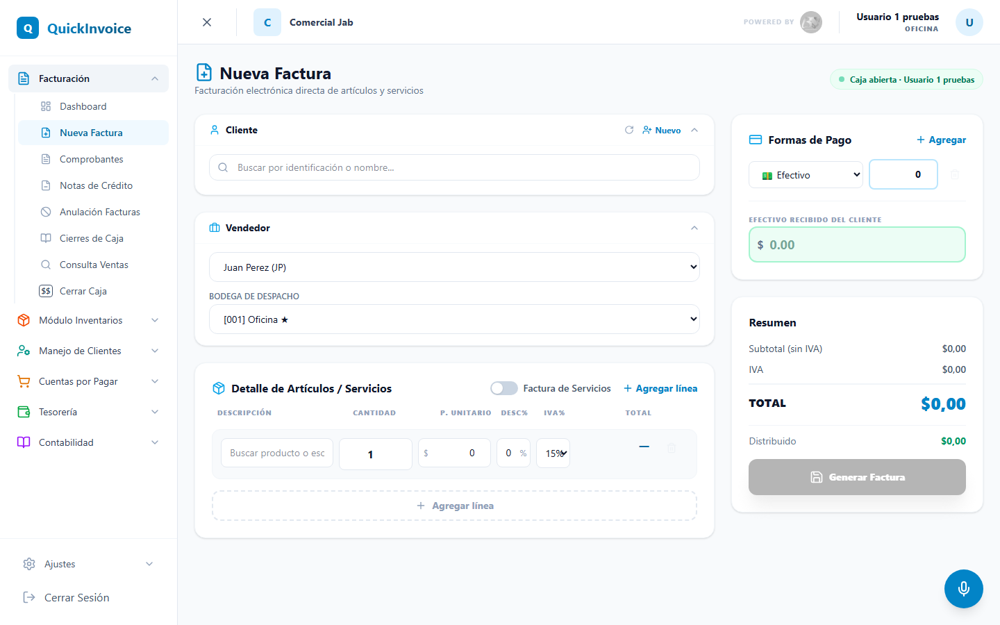 Q QuickInvoice
Facturación
Dashboard
Nueva Factura
Comprobantes
Notas de Crédito
Anulación Facturas
Cierres de Caja
Consulta Ventas
$$ Cerrar Caja
Módulo Inventarios
Manejo de Clientes
Cuentas por Pagar
Tesorería
Contabilidad
Ajustes
Cerrar Sesión
C Comercial Jab
POWERED BY
Usuario 1 pruebas
OFICINA
U
Nueva Factura
Facturación electrónica directa de artículos y servicios
Caja abierta · Usuario 1 pruebas
Cliente
Nuevo
Buscar por identificación o nombre...
Vendedor
Juan Perez (JP)
BODEGA DE DESPACHO
[001] Oficina ★
Detalle de Artículos / Servicios
Factura de Servicios
+ Agregar línea
DESCRIPCIÓN CANTIDAD P. UNITARIO DESC% IVA% TOTAL
Buscar producto o esc 1 $ 0 0 % 15% —
+ Agregar línea
Formas de Pago
+ Agregar
Efectivo 0
EFECTIVO RECIBIDO DEL CLIENTE
$ 0.00
Resumen
Subtotal (sin IVA) $0,00
IVA $0,00
TOTAL $0,00
Distribuido $0,00
Generar Factura